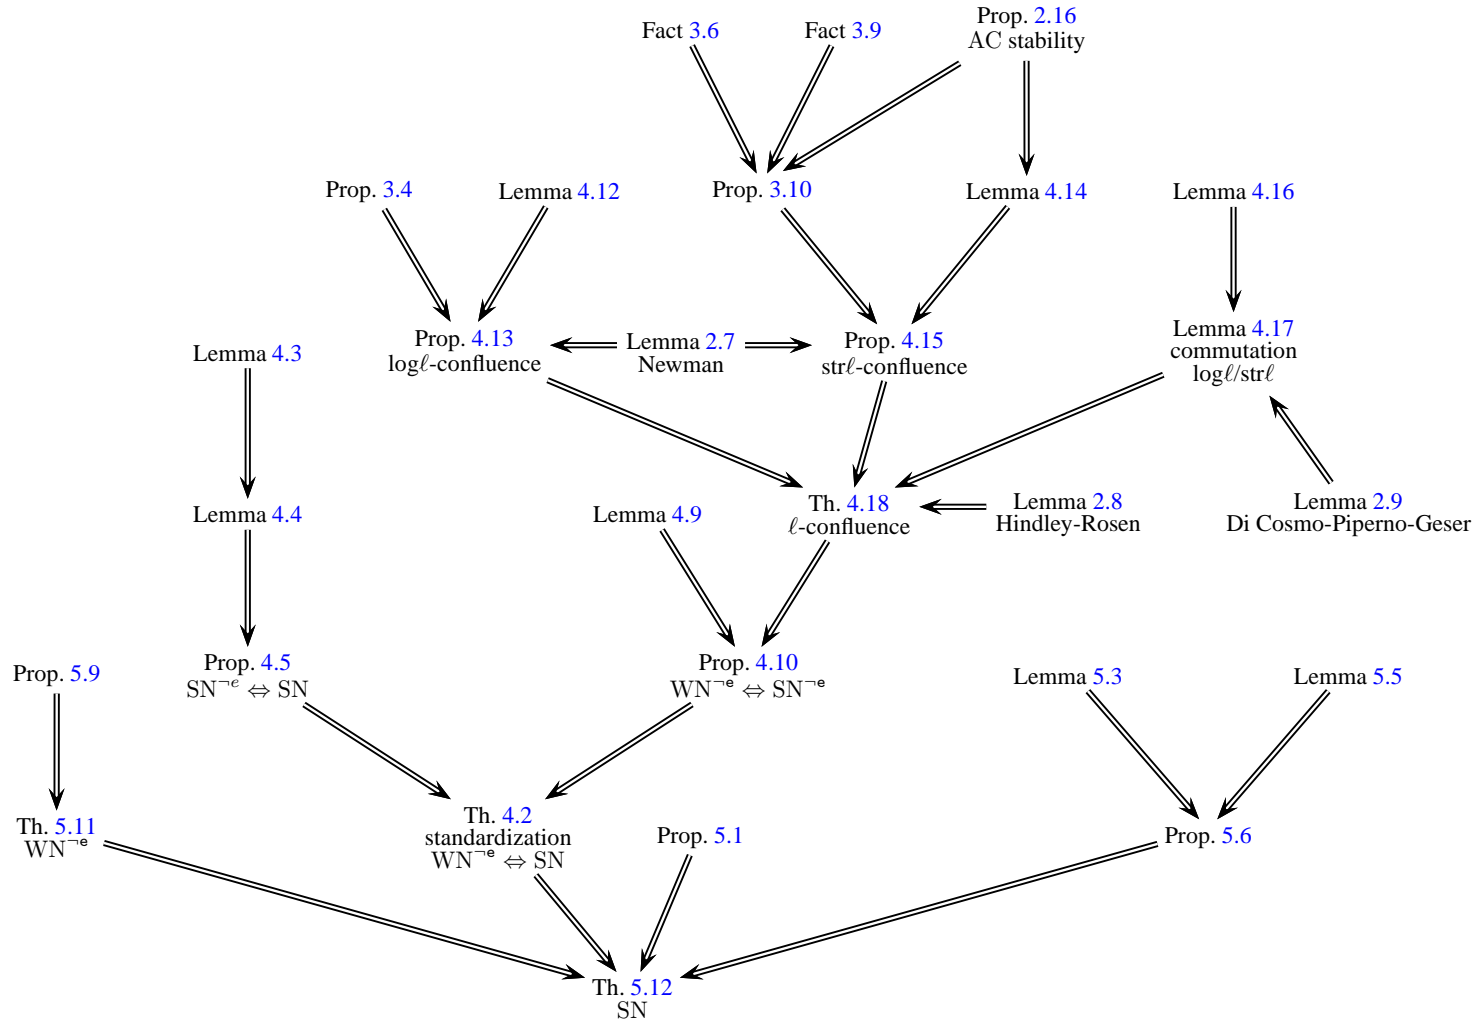 Fact 3.6
Fact 3.9
Prop. 2.16
AC stability
Prop. 3.4
Lemma 4.12
Prop. 3.10
Lemma 4.14
Lemma 4.16
Lemma 4.3
Prop. 4.13
logℓ-confluence
Lemma 2.7
Newman
Prop. 4.15
strℓ-confluence
Lemma 4.17
commutation
logℓ/strℓ
Lemma 4.4
Lemma 4.9
Th. 4.18
ℓ-confluence
Lemma 2.8
Hindley-Rosen
Lemma 2.9
Di Cosmo-Piperno-Geser
Prop. 5.9
Prop. 4.5
SN¬e ⇔ SN
Prop. 4.10
WN¬e ⇔ SN¬e
Lemma 5.3
Lemma 5.5
Th. 5.11
WN¬e
Th. 4.2
standardization
WN¬e ⇔ SN
Prop. 5.1
Prop. 5.6
Th. 5.12
SN